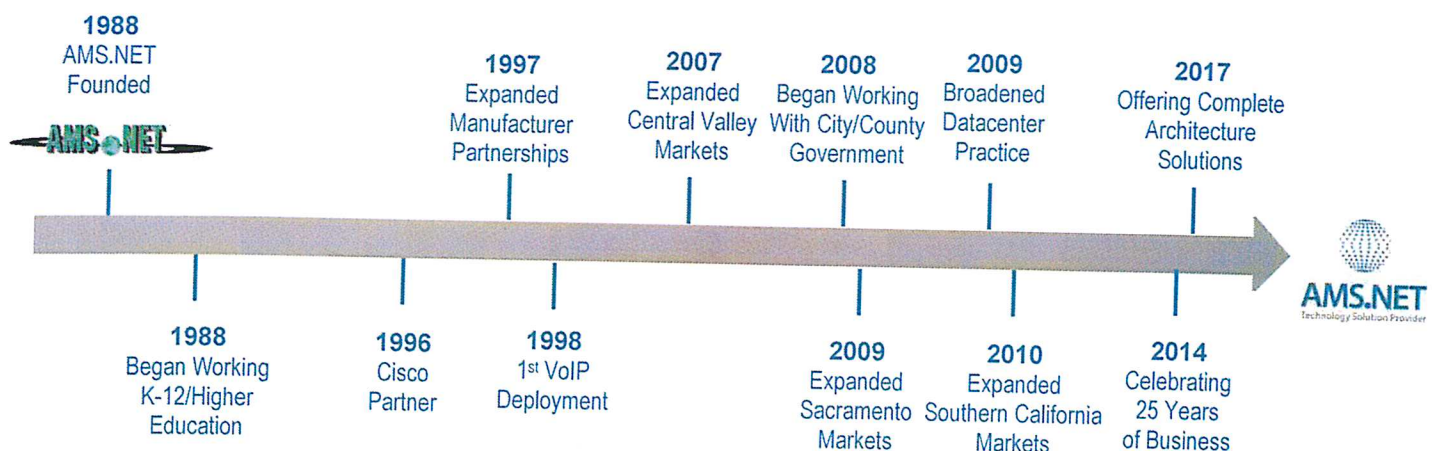 1988
AMS.NET
Founded
AMS.NET
1997
Expanded
Manufacturer
Partnerships
2007
Expanded
Central Valley
Markets
2008
Began Working
With City/County
Government
2009
Broadened
Datacenter
Practice
2017
Offering Complete
Architecture
Solutions
AMS.NET
Technology Solution Provider
1988
Began Working
K-12/Higher
Education
1996
Cisco
Partner
1998
1st VoIP
Deployment
2009
Expanded
Sacramento
Markets
2010
Expanded
Southern California
Markets
2014
Celebrating
25 Years
of Business